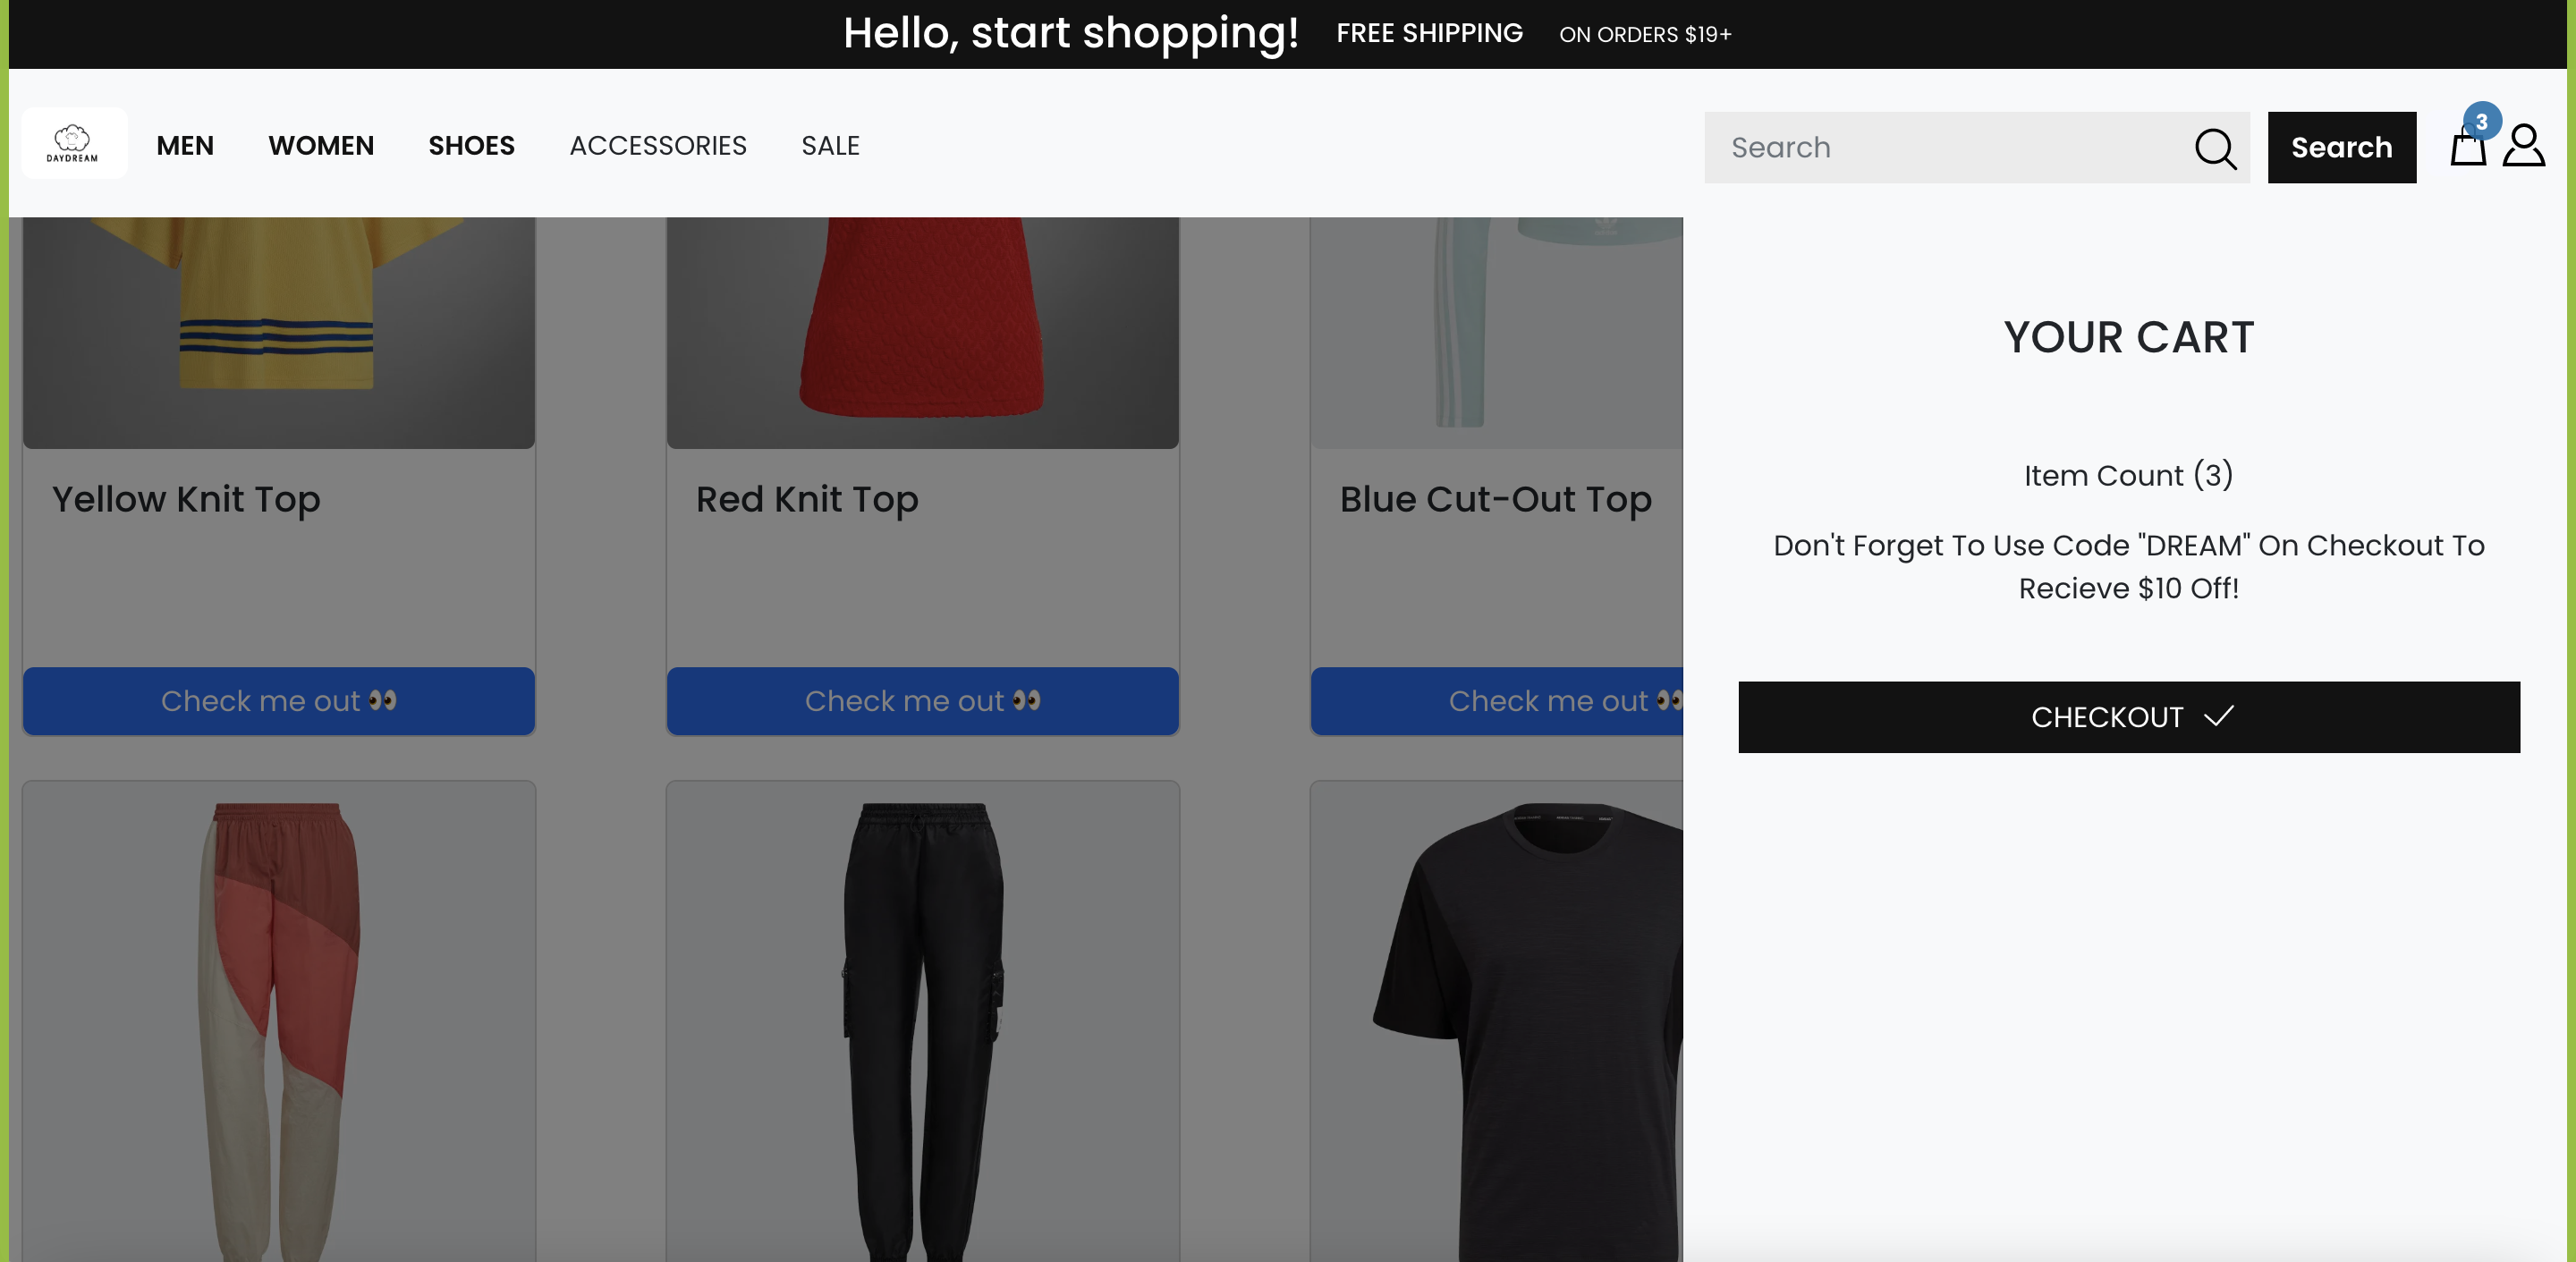 Hello, start shopping! FREE SHIPPING ON ORDERS $19+
DAYDREAM
MEN WOMEN SHOES ACCESSORIES SALE
Search
Search
3
YOUR CART
Item Count (3)
Don't Forget To Use Code "DREAM" On Checkout To
Recieve $10 Off!
CHECKOUT
Yellow Knit Top
Check me out 👀
Red Knit Top
Check me out 👀
Blue Cut-Out Top
Check me out 👀